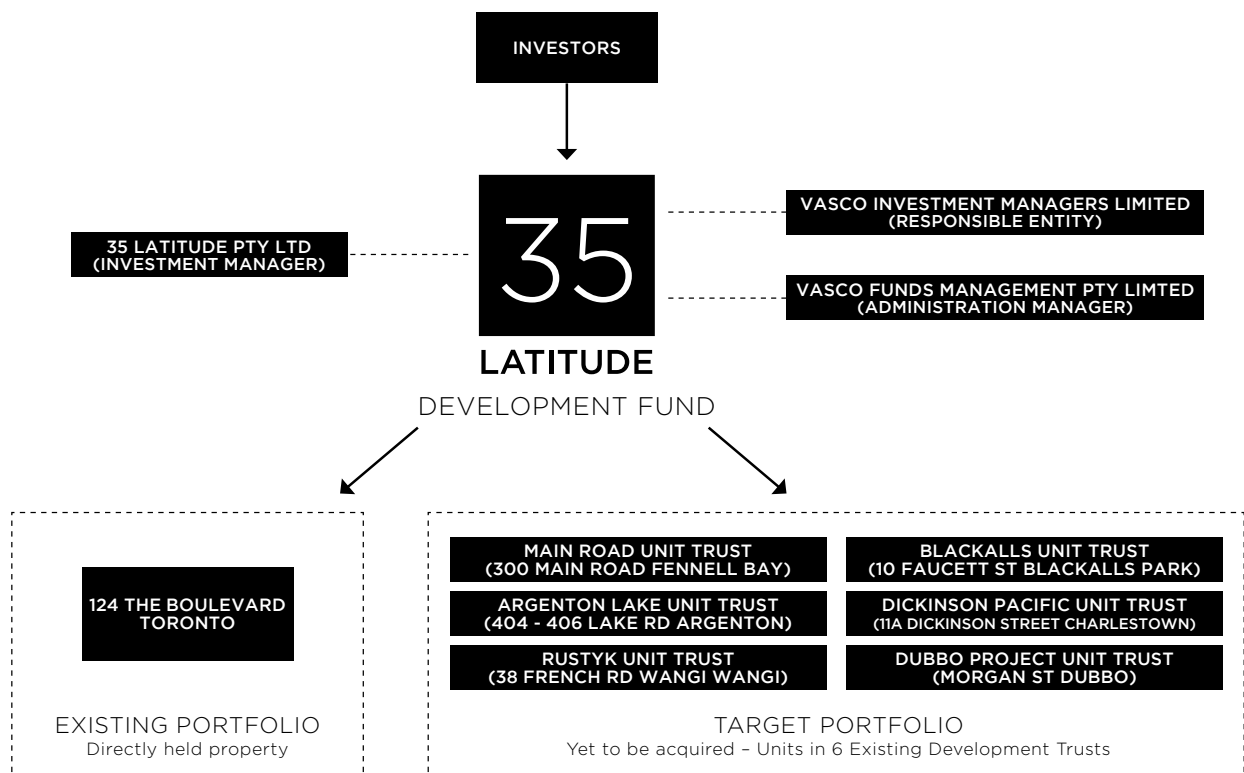 INVESTORS
35
LATITUDE
DEVELOPMENT FUND
35 LATITUDE PTY LTD
(INVESTMENT MANAGER)
VASCO INVESTMENT MANAGERS LIMITED
(RESPONSIBLE ENTITY)
VASCO FUNDS MANAGEMENT PTY LIMTED
(ADMINISTRATION MANAGER)
124 THE BOULEVARD
TORONTO
EXISTING PORTFOLIO
Directly held property
MAIN ROAD UNIT TRUST
(300 MAIN ROAD FENNELL BAY)
ARGENTON LAKE UNIT TRUST
(404 - 406 LAKE RD ARGENTON)
RUSTYK UNIT TRUST
(38 FRENCH RD WANGI WANGI)
BLACKALLS UNIT TRUST
(10 FAUCETT ST BLACKALLS PARK)
DICKINSON PACIFIC UNIT TRUST
(11A DICKINSON STREET CHARLESTOWN)
DUBBO PROJECT UNIT TRUST
(MORGAN ST DUBBO)
TARGET PORTFOLIO
Yet to be acquired – Units in 6 Existing Development Trusts